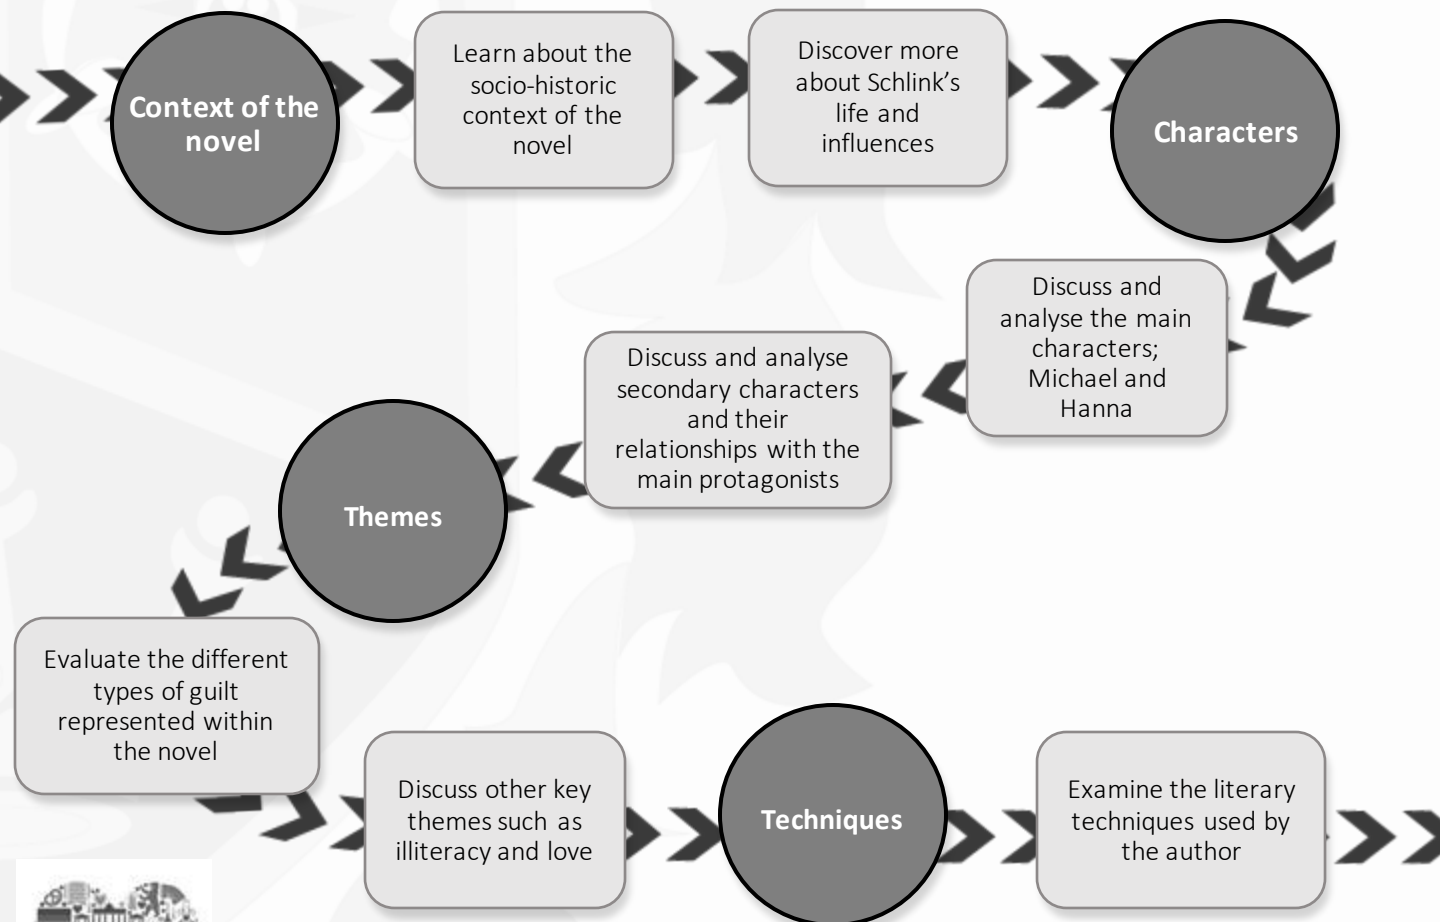 Context of the
novel
Learn about the
socio-historic
context of the
novel
Discover more
about Schlink's
life and
influences
Characters
Discuss and
analyse the main
characters;
Michael and
Hanna
Discuss and analyse
secondary characters
and their
relationships with the
main protagonists
Themes
Evaluate the different
types of guilt
represented within
the novel
Discuss other key
themes such as
illiteracy and love
Techniques
Examine the literary
techniques used by
the author